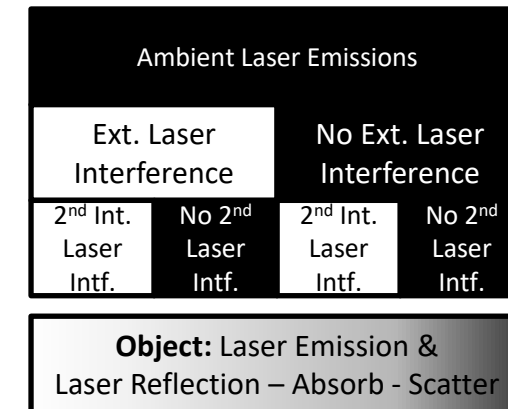 Ambient Laser Emissions
Ext. Laser
Interference
No Ext. Laser
Interference
2nd Int.
Laser
Intf.
No 2nd
Laser
Intf.
2nd Int.
Laser
Intf.
No 2nd
Laser
Intf.
Object: Laser Emission &
Laser Reflection – Absorb - Scatter